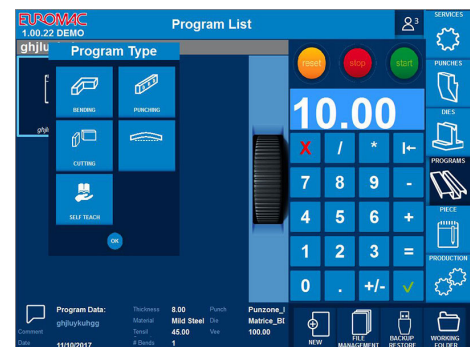 EUROMAC
1.00.22 DEMO
Program List
3
SERVICES
ghjlu
Program Type
BENDING
PUNCHING
CUTTING
SELF TEACH
OK
reset
stop
start
10.00
X / *
7 8 9 -
4 5 6 +
1 2 3 =
0 . +/-
PUNCHES
DIES
PROGRAMS
PIECE
PRODUCTION
Comment
Date
Program Data:
ghjluykuhgg
11/10/2017
Thickness 8.00
Material Mild Steel
Tensil 45.00
# Bends 1
Punch Punzone_I
Die Matrice_BI
Vee 100.00
NEW
FILE
MANAGEMENT
BACKUP
RESTORE
WORKING
FOLDER